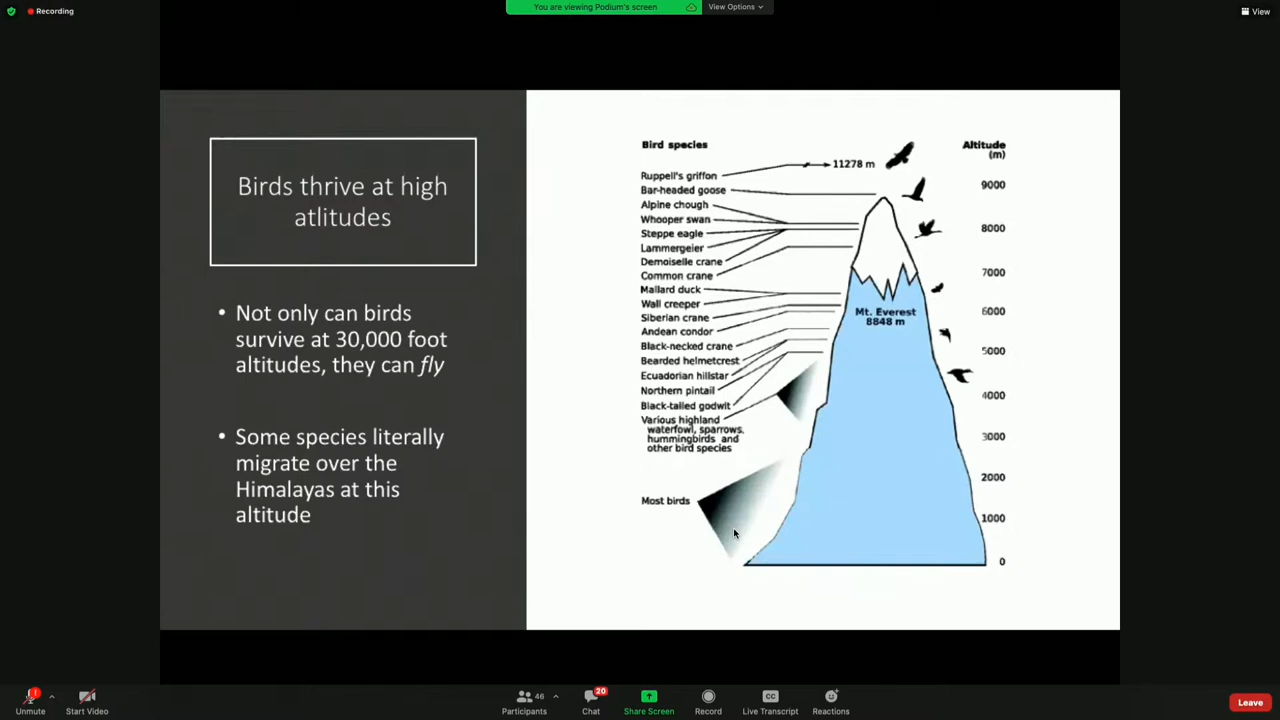 Recording
You are viewing Podium's screen
View Options
View
Birds thrive at high
atlitudes
• Not only can birds
survive at 30,000 foot
altitudes, they can fly
• Some species literally
migrate over the
Himalayas at this
altitude
Bird species
Altitude
(m)
11278 m
Ruppell's griffon
Bar-headed goose
Alpine chough
Whooper swan
Steppe eagle
Lammergeier
Demoiselle crane
Common crane
Mallard duck
Wall creeper
Siberian crane
Andean condor
Black-necked crane
Bearded helmetcrest
Ecuadorian hillstar
Northern pintail
Black-tailed godwit
Various highland
waterfowl, sparrows,
hummingbirds and
other bird species
Most birds
Mt. Everest
8848 m
9000
8000
7000
6000
5000
4000
3000
2000
1000
0
Unmute
Start Video
46
Participants
20
Chat
Share Screen
Record
CC
Live Transcript
Reactions
Leave